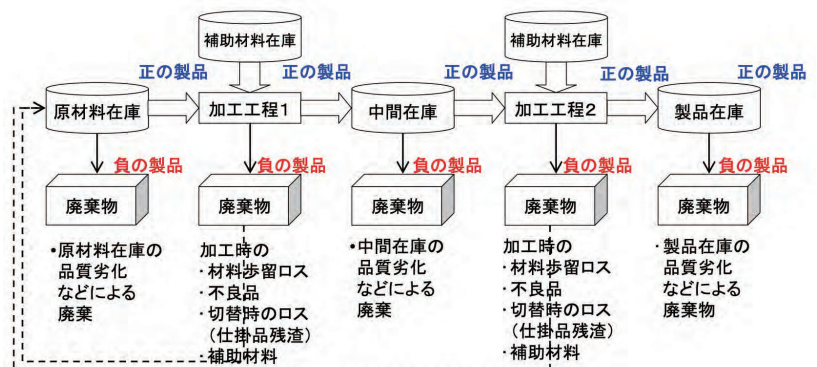 補助材料在庫
補助材料在庫
正の製品
正の製品
正の製品
正の製品
正の製品
原材料在庫
加工工程1
中間在庫
加工工程2
製品在庫
負の製品
負の製品
負の製品
負の製品
負の製品
廃棄物
廃棄物
廃棄物
廃棄物
廃棄物
・原材料在庫の
品質劣化
などによる
廃棄
加工時の
・材料歩留ロス
・不良品
・切替時のロス
（仕掛品残渣）
・補助材料
・中間在庫の
品質劣化
などによる
廃棄
加工時の
・材料歩留ロス
・不良品
・切替時のロス
（仕掛品残渣）
・補助材料
・製品在庫の
品質劣化
などによる
廃棄物